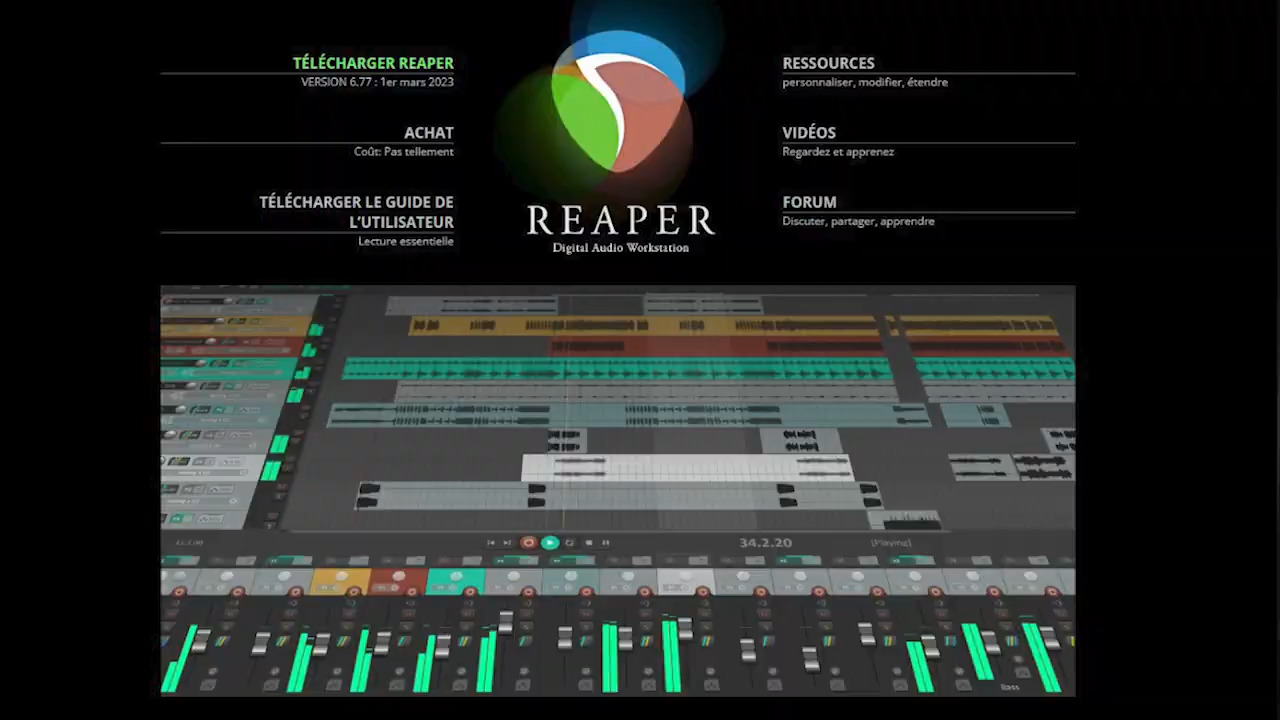 TÉLÉCHARGER REAPER
VERSION 6.77 : 1er mars 2023
ACHAT
Coût: Pas tellement
TÉLÉCHARGER LE GUIDE DE
L'UTILISATEUR
Lecture essentielle
REAPER
Digital Audio Workstation
RESSOURCES
personnaliser, modifier, étendre
VIDÉOS
Regardez et apprenez
FORUM
Discuter, partager, apprendre
34.2.20
[Playing]
Bass